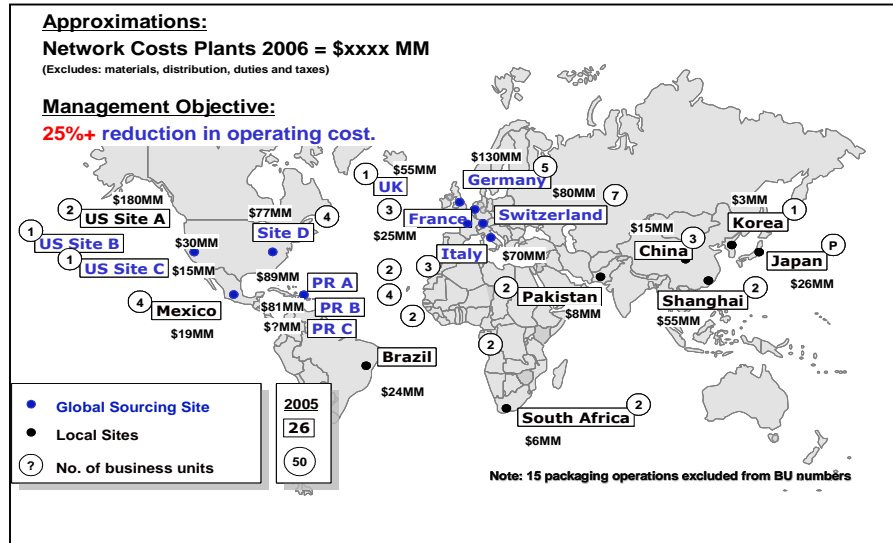 Approximations:
Network Costs Plants 2006 = $xxxx MM
(Excludes: materials, distribution, duties and taxes)
Management Objective:
25%+ reduction in operating cost.
1
$55MM
UK
$130MM
5
Germany
$80MM
7
$180MM
2
US Site A
$77MM
4
Site D
3
France
Switzerland
$3MM
Korea
1
1
US Site B
$30MM
$25MM
$15MM
China
3
P
Japan
1
US Site C
$15MM
Italy
$70MM
3
$89MM
PR A
2
$26MM
4
Mexico
$81MM
PR B
4
2
Pakistan
Shanghai
2
$19MM
$?MM
PR C
2
$8MM
$55MM
Brazil
2
$24MM
South Africa
2
$6MM
Global Sourcing Site
Local Sites
? No. of business units
2005
26
50
Note: 15 packaging operations excluded from BU numbers